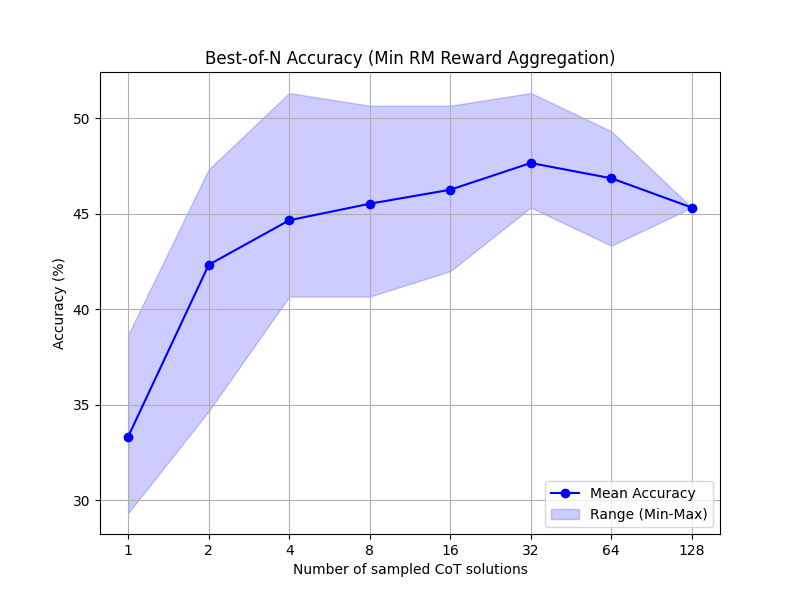 Best-of-N Accuracy (Min RM Reward Aggregation)
Accuracy (%)
50
45
40
35
30
1 2 4 8 16 32 64 128
Number of sampled CoT solutions
Mean Accuracy
Range (Min-Max)